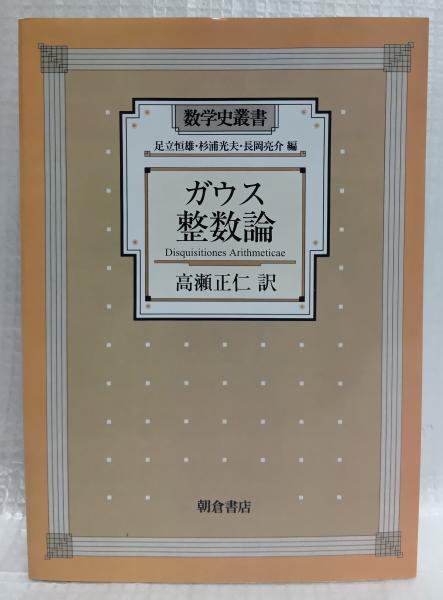 数学史叢書
足立恒雄・杉浦光夫・長岡亮介 編
ガウス
整数論
Disquisitiones Arithmeticae
高瀬正仁 訳
朝倉書店